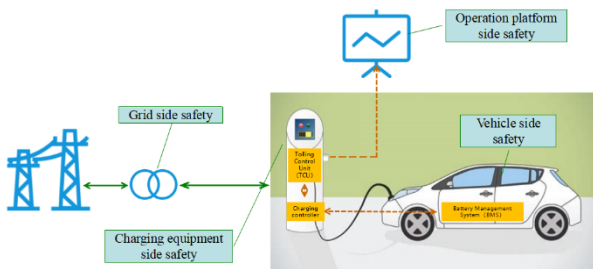 Operation platform
side safety
Grid side safety
Vehicle side
safety
Tolling
Control
Unit
(TCU)
Charging
controller
Battery Management
System (BMS)
Charging equipment
side safety